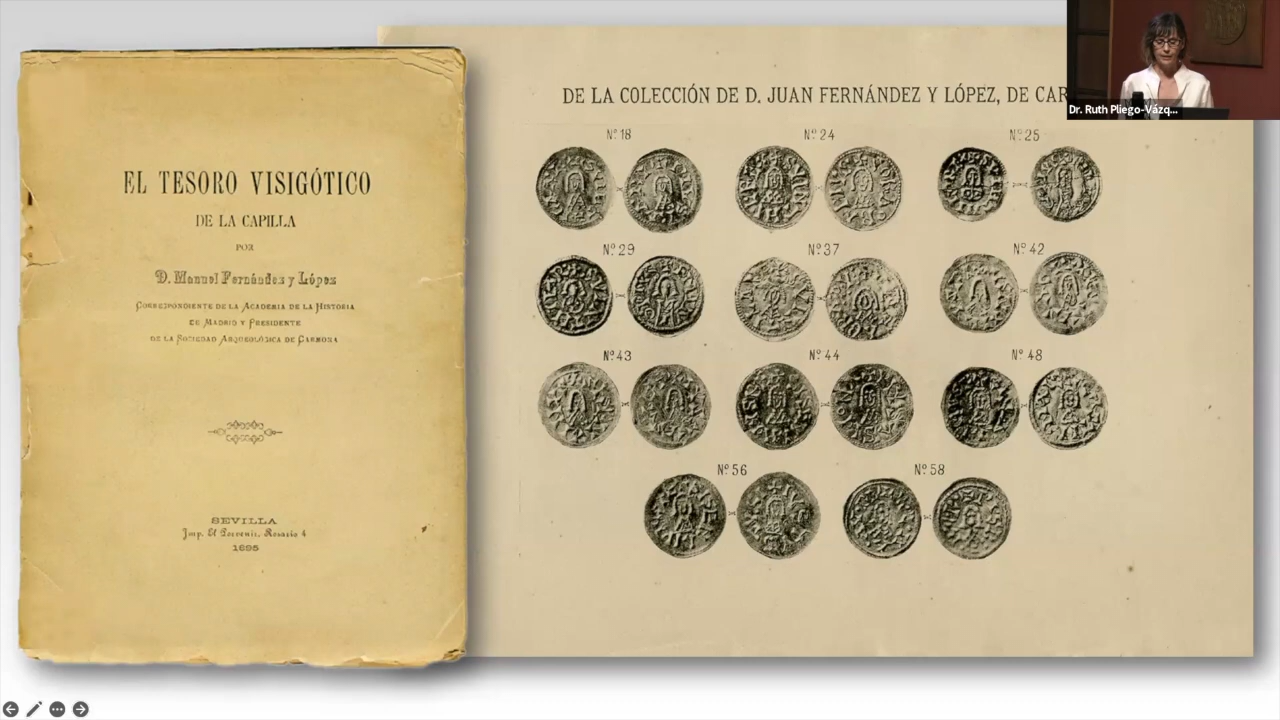 EL TESORO VISIGÓTICO
DE LA CAPILLA
POR
D. Manuel Fernández y López
CORRESPONDIENTE DE LA ACADEMIA DE LA HISTORIA
DE MADRID Y PRESIDENTE
DE LA SOCIEDAD ARQUEOLÓGICA DE CARMONA
SEVILLA
Imp. El Porvenir, Rosario 4
1895
DE LA COLECCIÓN DE D. JUAN FERNÁNDEZ Y LÓPEZ, DE CAR
Nº 18
Nº 24
Nº 25
Nº 29
Nº 37
Nº 42
Nº 43
Nº 44
Nº 48
Nº 56
Nº 58
Dr. Ruth Pliego-Vázq...